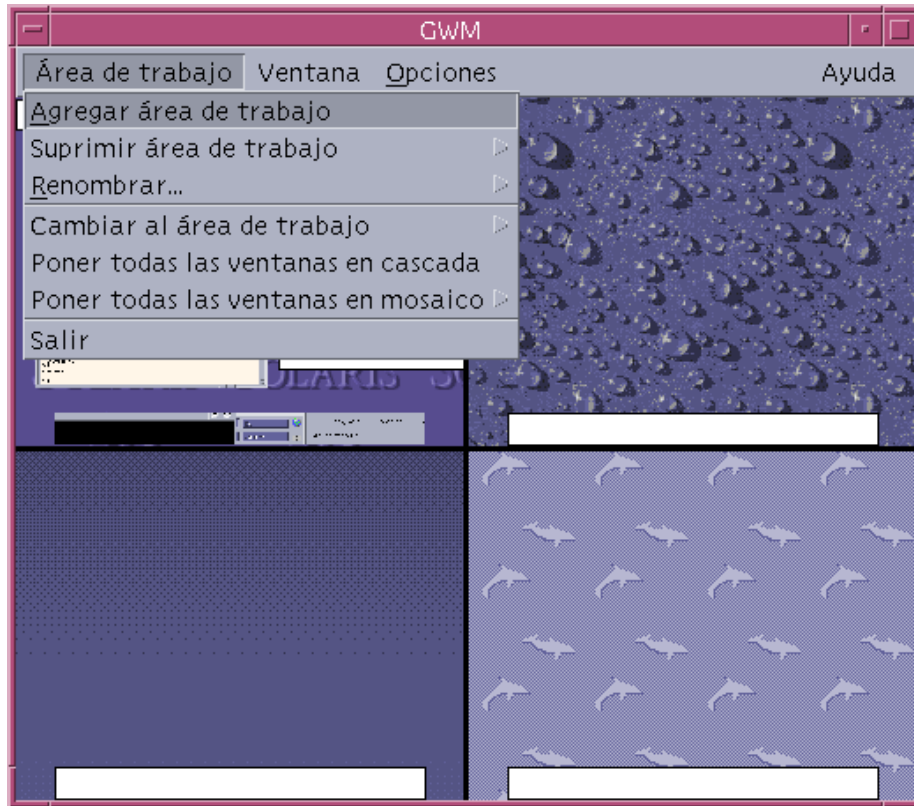 GWM
Área de trabajo Ventana Opciones Ayuda
Agregar área de trabajo
Suprimir área de trabajo
Renombrar...
Cambiar al área de trabajo
Poner todas las ventanas en cascada
Poner todas las ventanas en mosaico
Salir